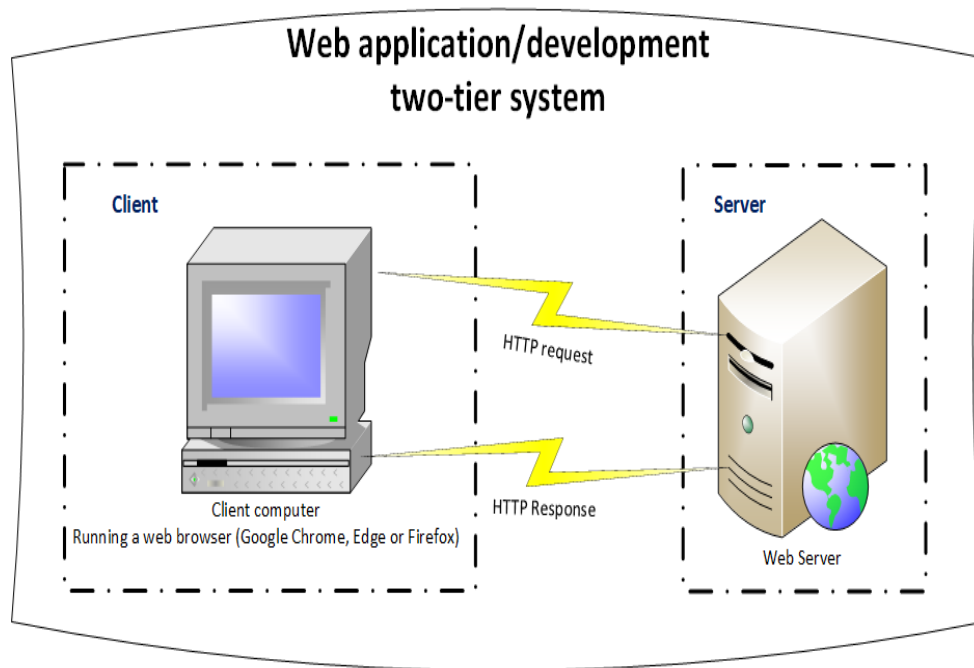 Web application/development
two-tier system
Client
Server
HTTP request
HTTP Response
Client computer
Running a web browser (Google Chrome, Edge or Firefox)
Web Server